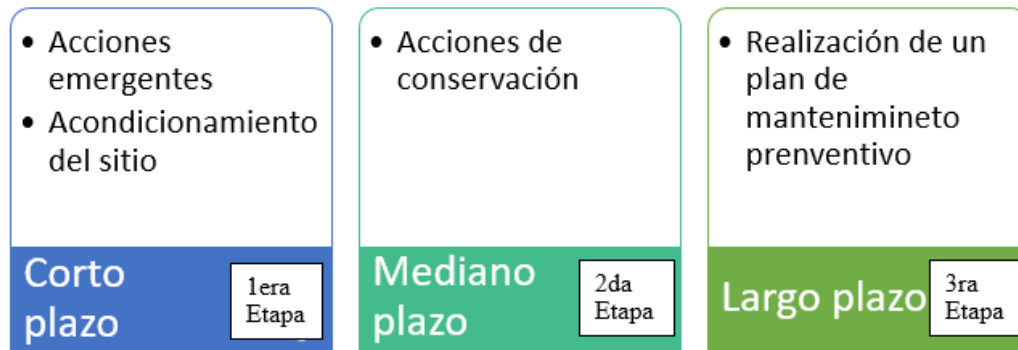 • Acciones
emergentes
• Acondicionamiento
del sitio
Corto
plazo
1era
Etapa
• Acciones de
conservación
Mediano
plazo
2da
Etapa
• Realización de un
plan de
mantenimineto
prenventivo
Largo plazo
3ra
Etapa